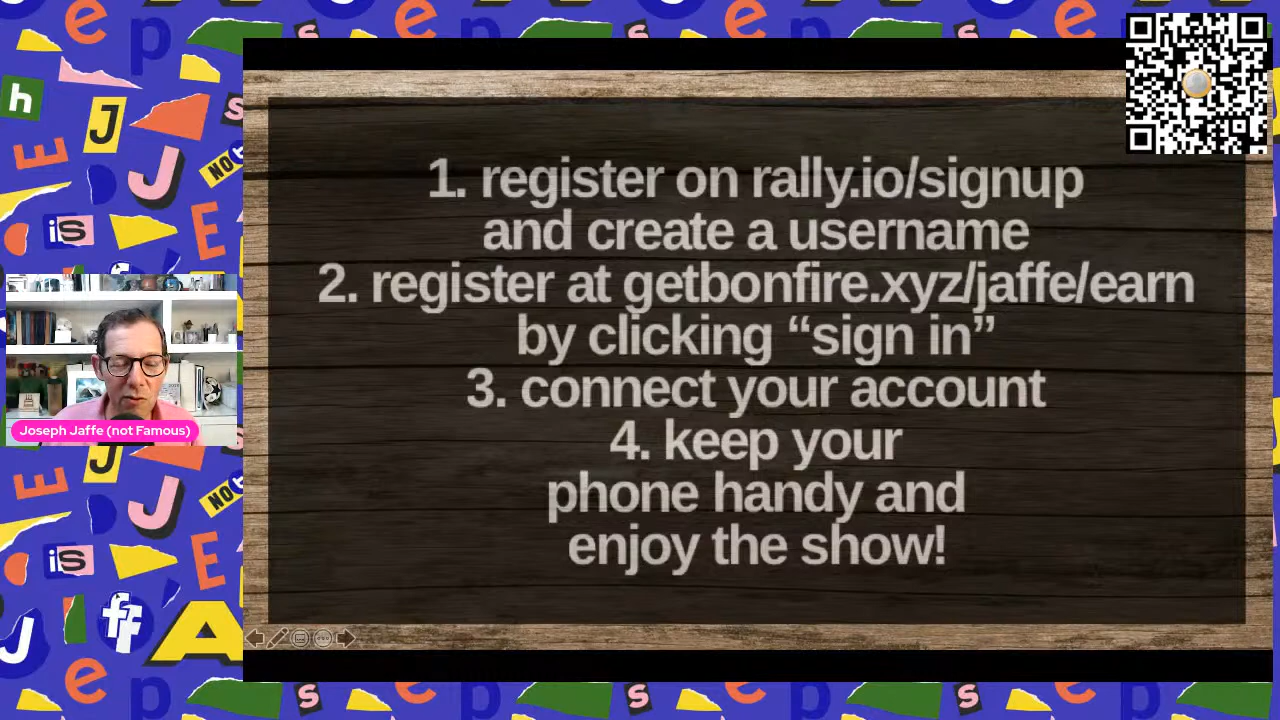 1. register on rally.io/signup
and create a username
2. register at getbonfire.xyz/jaffe/earn
by clicking “sign in”
3. connect your account
4. keep your
phone handy and
enjoy the show!
Joseph Jaffe (not Famous)